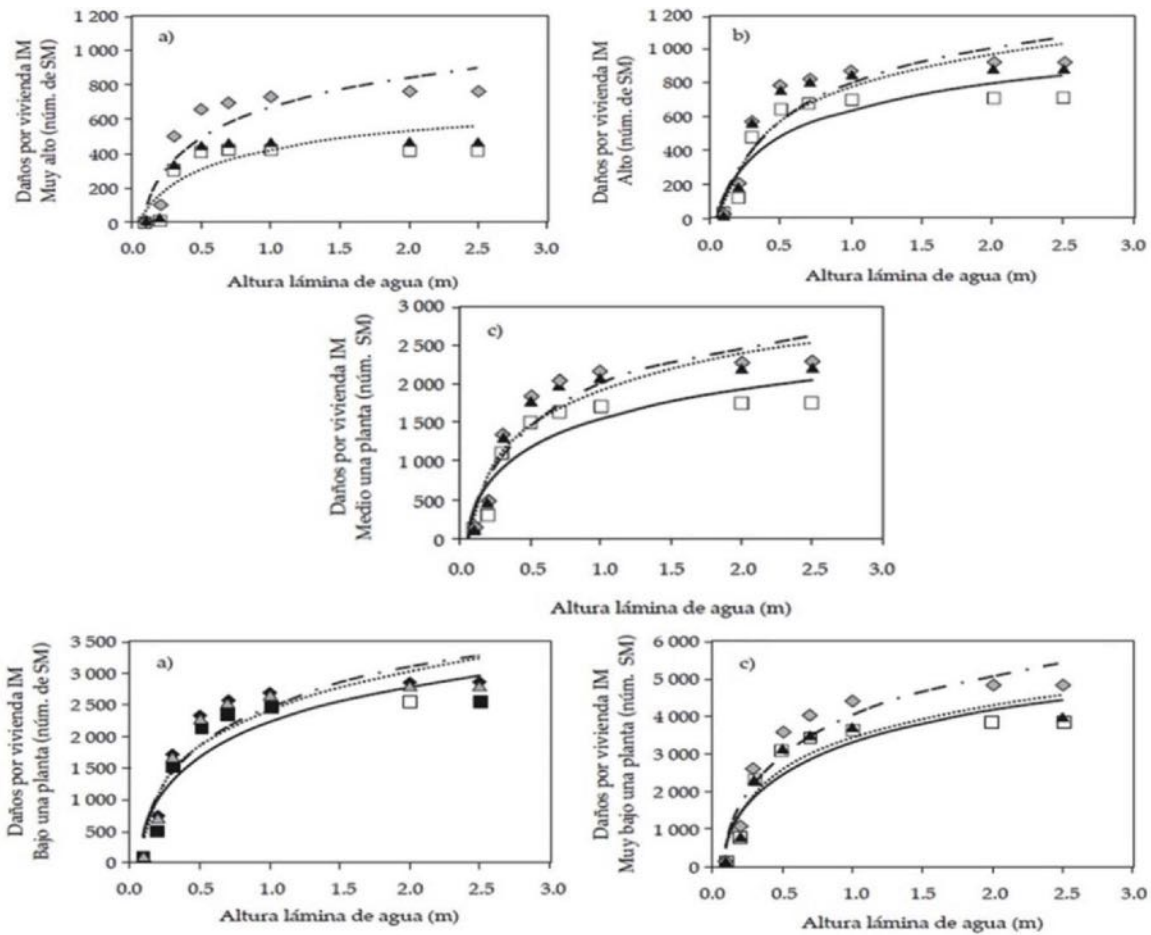 a)
Daños por vivienda IM
Muy alto (núm. de SM)
1 200
1 000
800
600
400
200
0
0.0 0.5 1.0 1.5 2.0 2.5 3.0
Altura lámina de agua (m)
b)
Daños por vivienda IM
Alto (núm. de SM)
1 200
1 000
800
600
400
200
0
0.0 0.5 1.0 1.5 2.0 2.5 3.0
Altura lámina de agua (m)
c)
Daños por vivienda IM
Medio una planta (núm. SM)
3 000
2 500
2 000
1 500
1 000
500
0
0.0 0.5 1.0 1.5 2.0 2.5 3.0
Altura lámina de agua (m)
a)
Daños por vivienda IM
Bajo una planta (núm. de SM)
3 500
3 000
2 500
2 000
1 500
1 000
500
0
0.0 0.5 1.0 1.5 2.0 2.5 3.0
Altura lámina de agua (m)
c)
Daños por vivienda IM
Muy bajo una planta (núm. SM)
6 000
5 000
4 000
3 000
2 000
1 000
0
0.0 0.5 1.0 1.5 2.0 2.5 3.0
Altura lámina de agua (m)